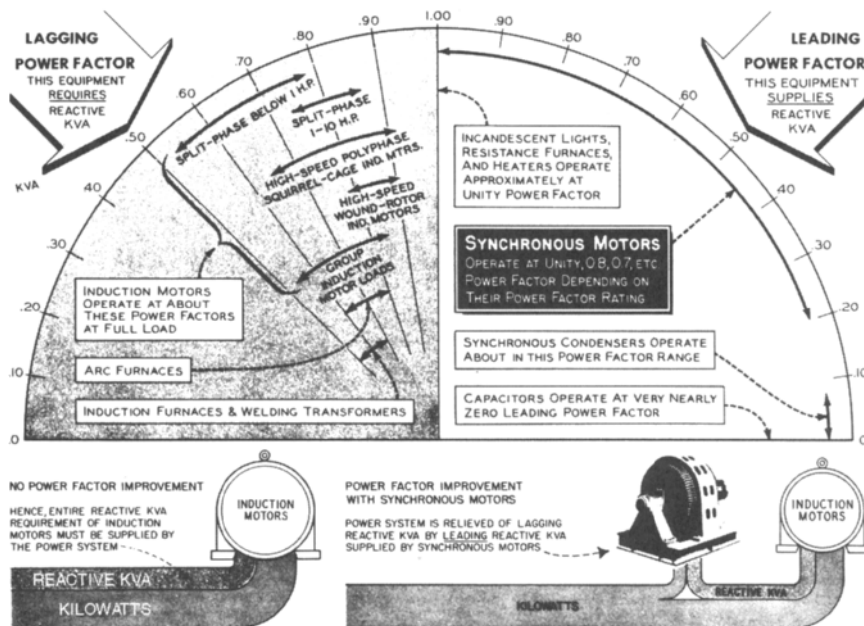 LAGGING
POWER FACTOR
THIS EQUIPMENT
REQUIRES
REACTIVE
KVA
KVA
.0
.10
.20
.30
.40
.50
.60
.70
.80
.90
1.00
.90
.80
.70
.60
.50
.40
.30
.20
.10
0
LEADING
POWER FACTOR
THIS EQUIPMENT
SUPPLIES
REACTIVE
KVA
SPLIT-PHASE BELOW 1 H.P.
SPLIT-PHASE
1-10 H.P.
HIGH-SPEED POLYPHASE
SQUIRREL-CAGE IND. MTRS.
HIGH-SPEED
WOUND-ROTOR
IND. MOTORS
GROUP
INDUCTION
MOTOR LOADS
INDUCTION MOTORS
OPERATE AT ABOUT
THESE POWER FACTORS
AT FULL LOAD
ARC FURNACES
INDUCTION FURNACES & WELDING TRANSFORMERS
INCANDESCENT LIGHTS,
RESISTANCE FURNACES,
AND HEATERS OPERATE
APPROXIMATELY AT
UNITY POWER FACTOR
SYNCHRONOUS MOTORS
OPERATE AT UNITY, 0.8, 0.7, ETC
POWER FACTOR DEPENDING ON
THEIR POWER FACTOR RATING
SYNCHRONOUS CONDENSERS OPERATE
ABOUT IN THIS POWER FACTOR RANGE
CAPACITORS OPERATE AT VERY NEARLY
ZERO LEADING POWER FACTOR
NO POWER FACTOR IMPROVEMENT
HENCE, ENTIRE REACTIVE KVA
REQUIREMENT OF INDUCTION
MOTORS MUST BE SUPPLIED BY
THE POWER SYSTEM
INDUCTION
MOTORS
REACTIVE KVA
KILOWATTS
POWER FACTOR IMPROVEMENT
WITH SYNCHRONOUS MOTORS
POWER SYSTEM IS RELIEVED OF LAGGING
REACTIVE KVA BY LEADING REACTIVE KVA
SUPPLIED BY SYNCHRONOUS MOTORS
INDUCTION
MOTORS
REACTIVE KVA
KILOWATTS